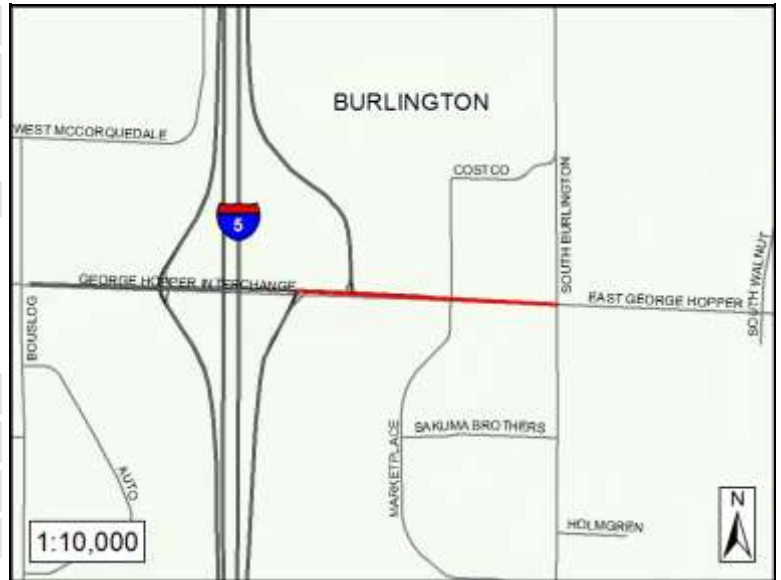 BURLINGTON
WEST MCCORQUEDALE
COSTCO
SOUTH BURLINGTON
5
SOUTH WALNUT
GEORGE HOPPER INTERCHANGE
EAST GEORGE HOPPER
BOUSLOG
MARKETPLACE
SAKUMA BROTHERS
AUTO
N
HOLMGREN
1:10,000